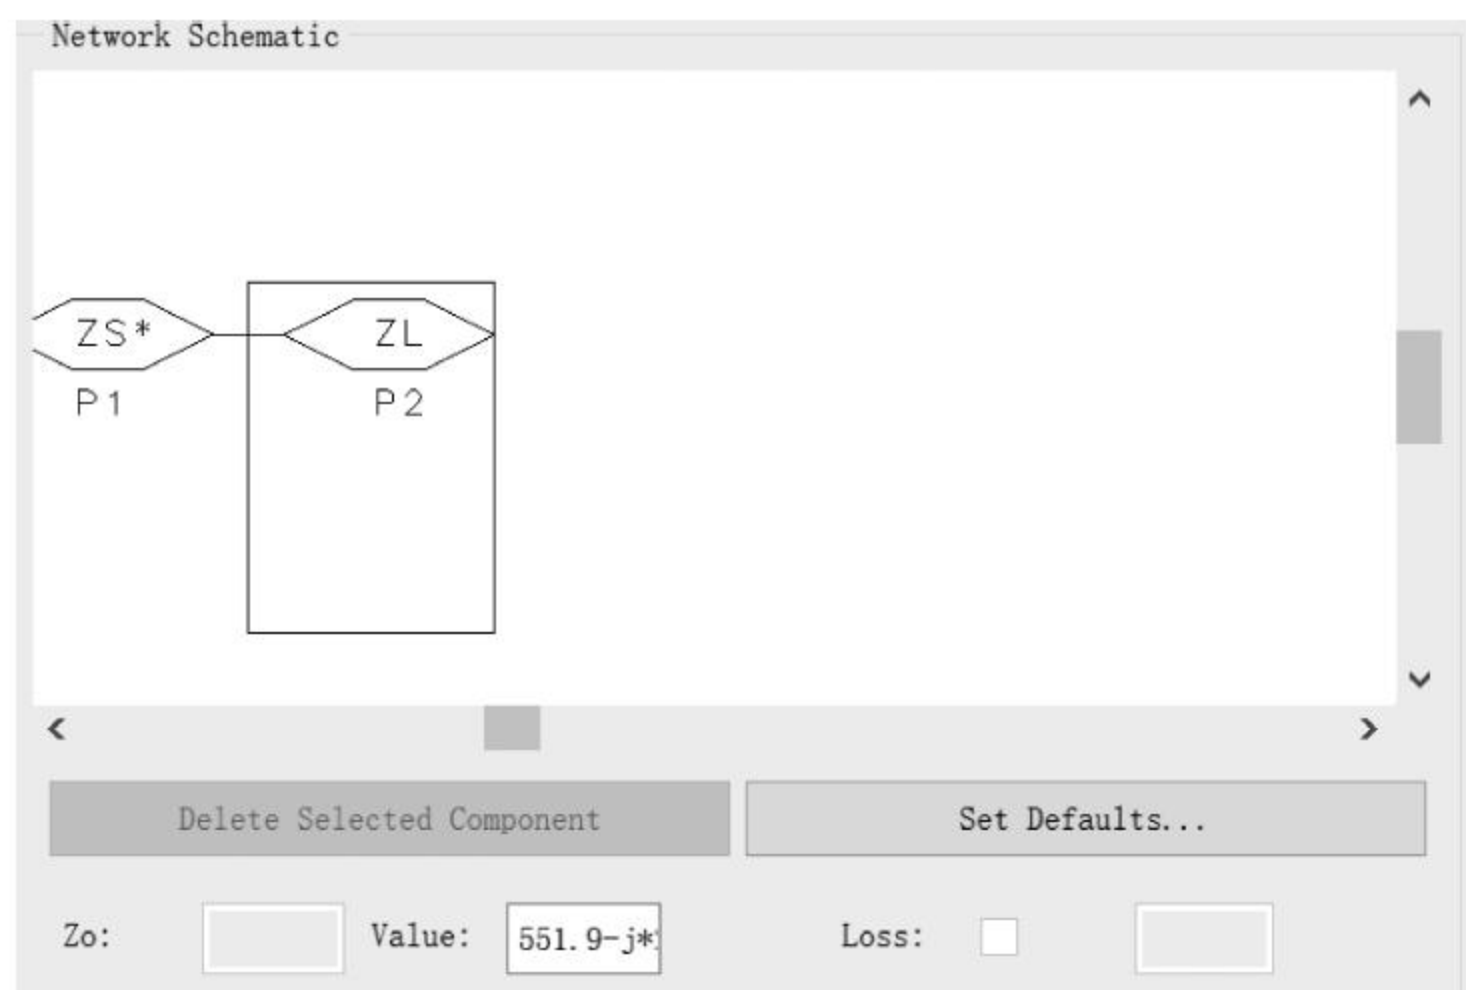 Network Schematic
ZS* ZL
P1 P2
Delete Selected Component Set Defaults...
Zo: Value: 551.9-j* Loss: